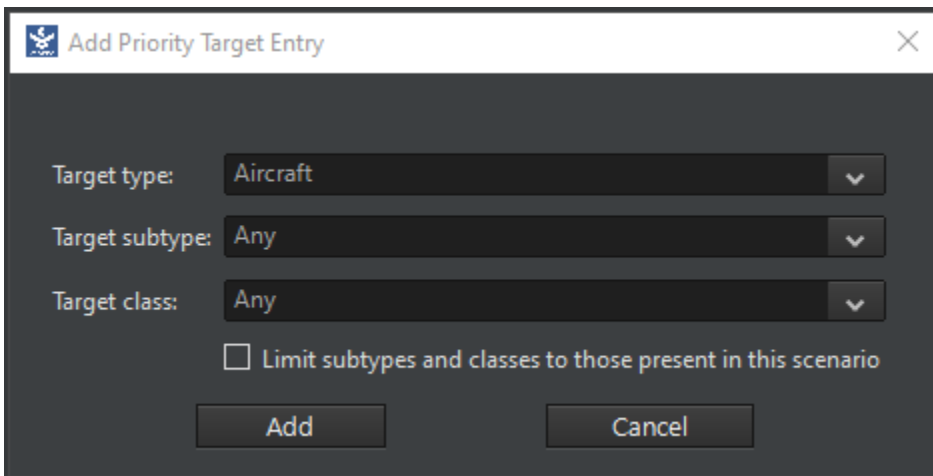 Add Priority Target Entry
Target type: Aircraft
Target subtype: Any
Target class: Any
Limit subtypes and classes to those present in this scenario
Add Cancel